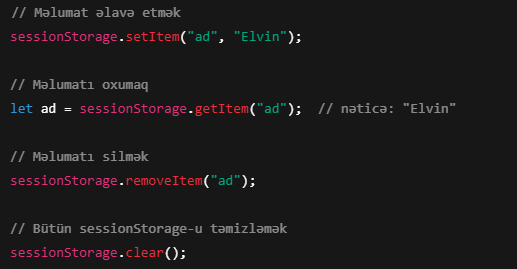 // Məlumat əlavə etmək
sessionStorage.setItem("ad", "Elvin");
// Məlumatı oxumaq
let ad = sessionStorage.getItem("ad");  // nəticə: "Elvin"
// Məlumatı silmək
sessionStorage.removeItem("ad");
// Bütün sessionStorage-u təmizləmək
sessionStorage.clear();